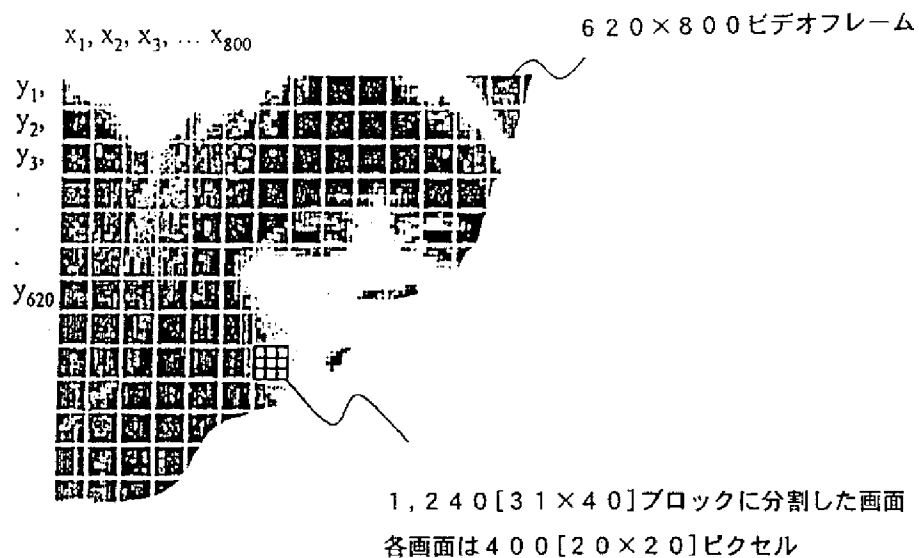 x1, x2, x3, ... x800
620×800ビデオフレーム
y1,
y2,
y3,
.
.
.
y620
1,240[31×40]ブロックに分割した画面
各画面は400[20×20]ピクセル